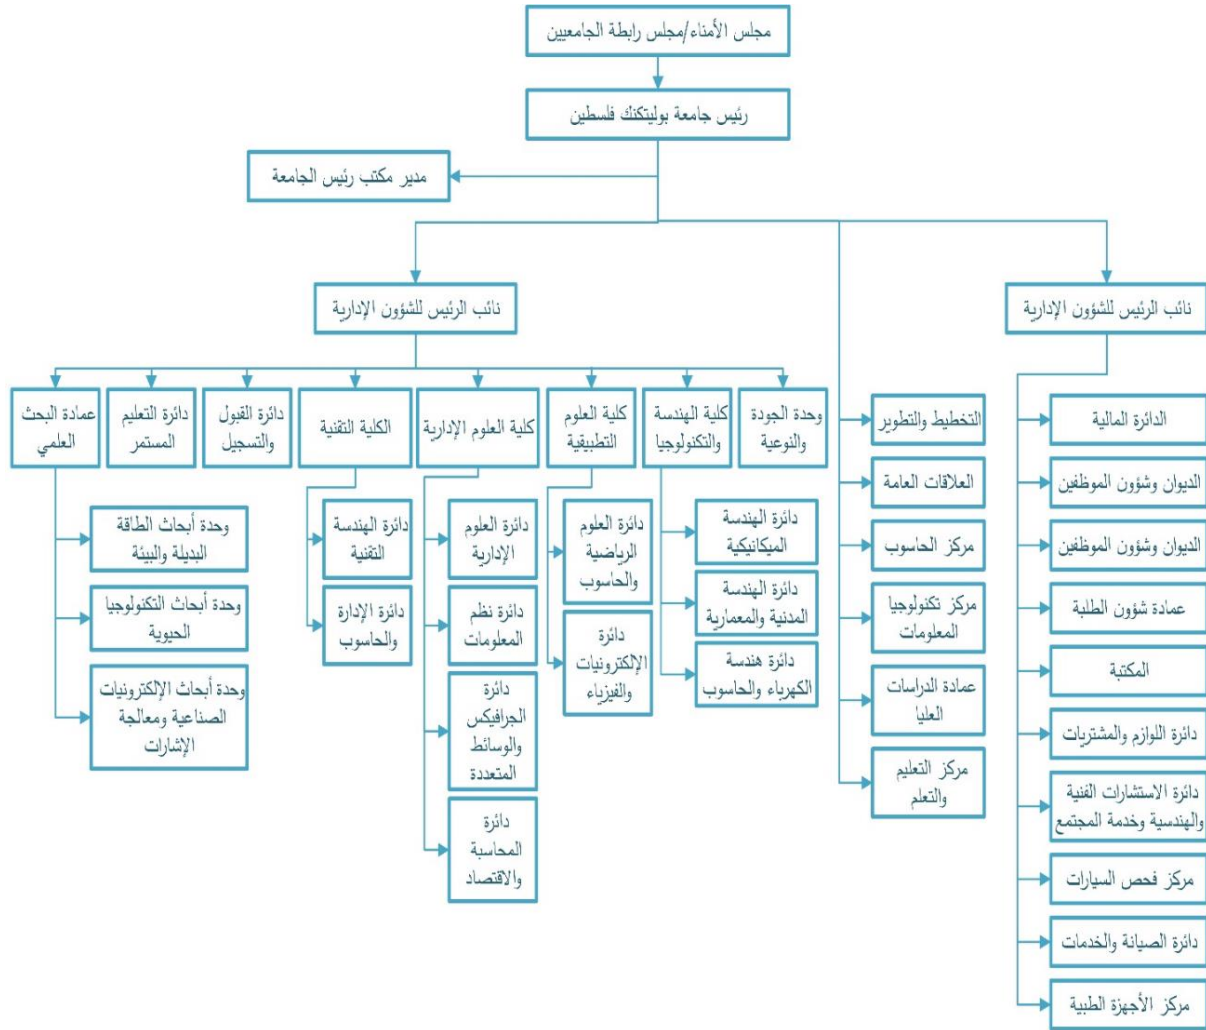 مجلس الأمناء/مجلس رابطة الجامعيين
رئيس جامعة بوليتكنك فلسطين
مدير مكتب رئيس الجامعة
نائب الرئيس للشؤون الإدارية
نائب الرئيس للشؤون الإدارية
وحدة الجودة
والنوعية
كلية الهندسة
والتكنولوجيا
كلية العلوم
التطبيقية
كلية العلوم الإدارية
الكلية التقنية
دائرة القبول
والتسجيل
دائرة التعليم
المستمر
عمادة البحث
العلمي
الدائرة المالية
الديوان وشؤون الموظفين
الديوان وشؤون الموظفين
عمادة شؤون الطلبة
المكتبة
دائرة اللوازم والمشتريات
دائرة الاستشارات الفنية
والهندسية وخدمة المجتمع
مركز فحص السيارات
دائرة الصيانة والخدمات
مركز الأجهزة الطبية
التخطيط والتطوير
العلاقات العامة
مركز الحاسوب
مركز تكنولوجيا
المعلومات
عمادة الدراسات
العليا
مركز التعليم
والتعلم
دائرة الهندسة
الميكانيكية
دائرة الهندسة
المدنية والمعمارية
دائرة هندسة
الكهرباء والحاسوب
دائرة العلوم
الرياضية
والحاسوب
دائرة
الإلكترونيات
والفيزياء
دائرة العلوم
الإدارية
دائرة نظم
المعلومات
دائرة
الجرافيكس
والوسائط
المتعددة
دائرة
المحاسبة
والاقتصاد
دائرة الهندسة
التقنية
دائرة الإدارة
والحاسوب
وحدة أبحاث الطاقة
البديلة والبيئة
وحدة أبحاث التكنولوجيا
الحيوية
وحدة أبحاث الإلكترونيات
الصناعية ومعالجة
الإشارات